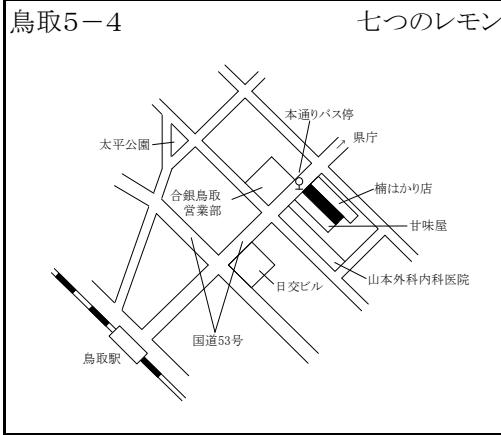 鳥取5−4
七つのレモン
本通りバス停
県庁
太平公園
合銀鳥取
営業部
楠はかり店
甘味屋
山本外科内科医院
日交ビル
国道53号
鳥取駅